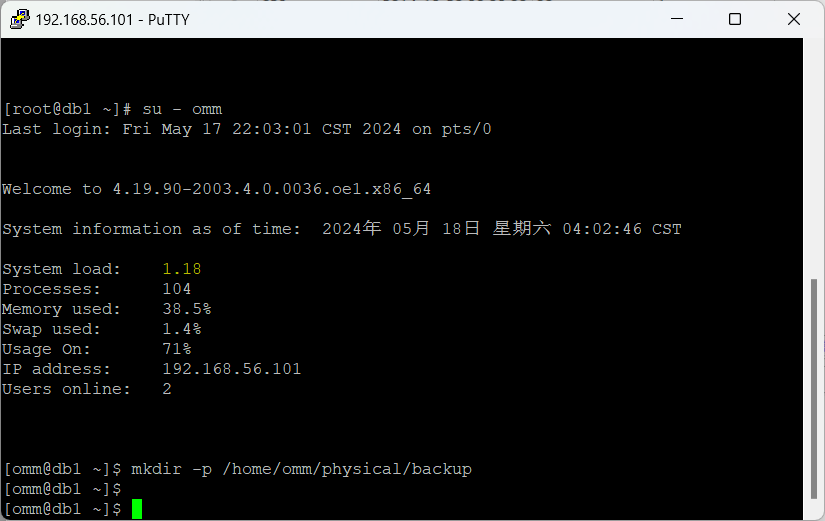 192.168.56.101 - PuTTY
[root@db1 ~]# su - omm
Last login: Fri May 17 22:03:01 CST 2024 on pts/0
Welcome to 4.19.90-2003.4.0.0036.oe1.x86_64
System information as of time:  2024年 05月 18日 星期六 04:02:46 CST
System load:    1.18
Processes:      104
Memory used:    38.5%
Swap used:      1.4%
Usage On:       71%
IP address:     192.168.56.101
Users online:   2
[omm@db1 ~]$ mkdir -p /home/omm/physical/backup
[omm@db1 ~]$
[omm@db1 ~]$